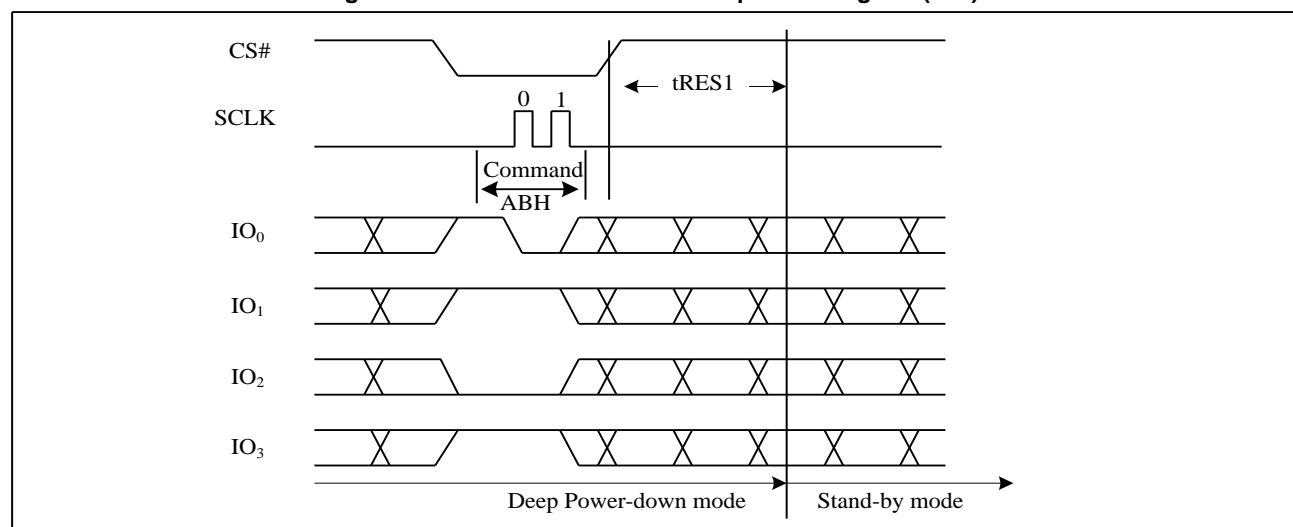 CS#
tRES1
0 1
SCLK
Command
ABH
IO₀
IO₁
IO₂
IO₃
Deep Power-down mode Stand-by mode